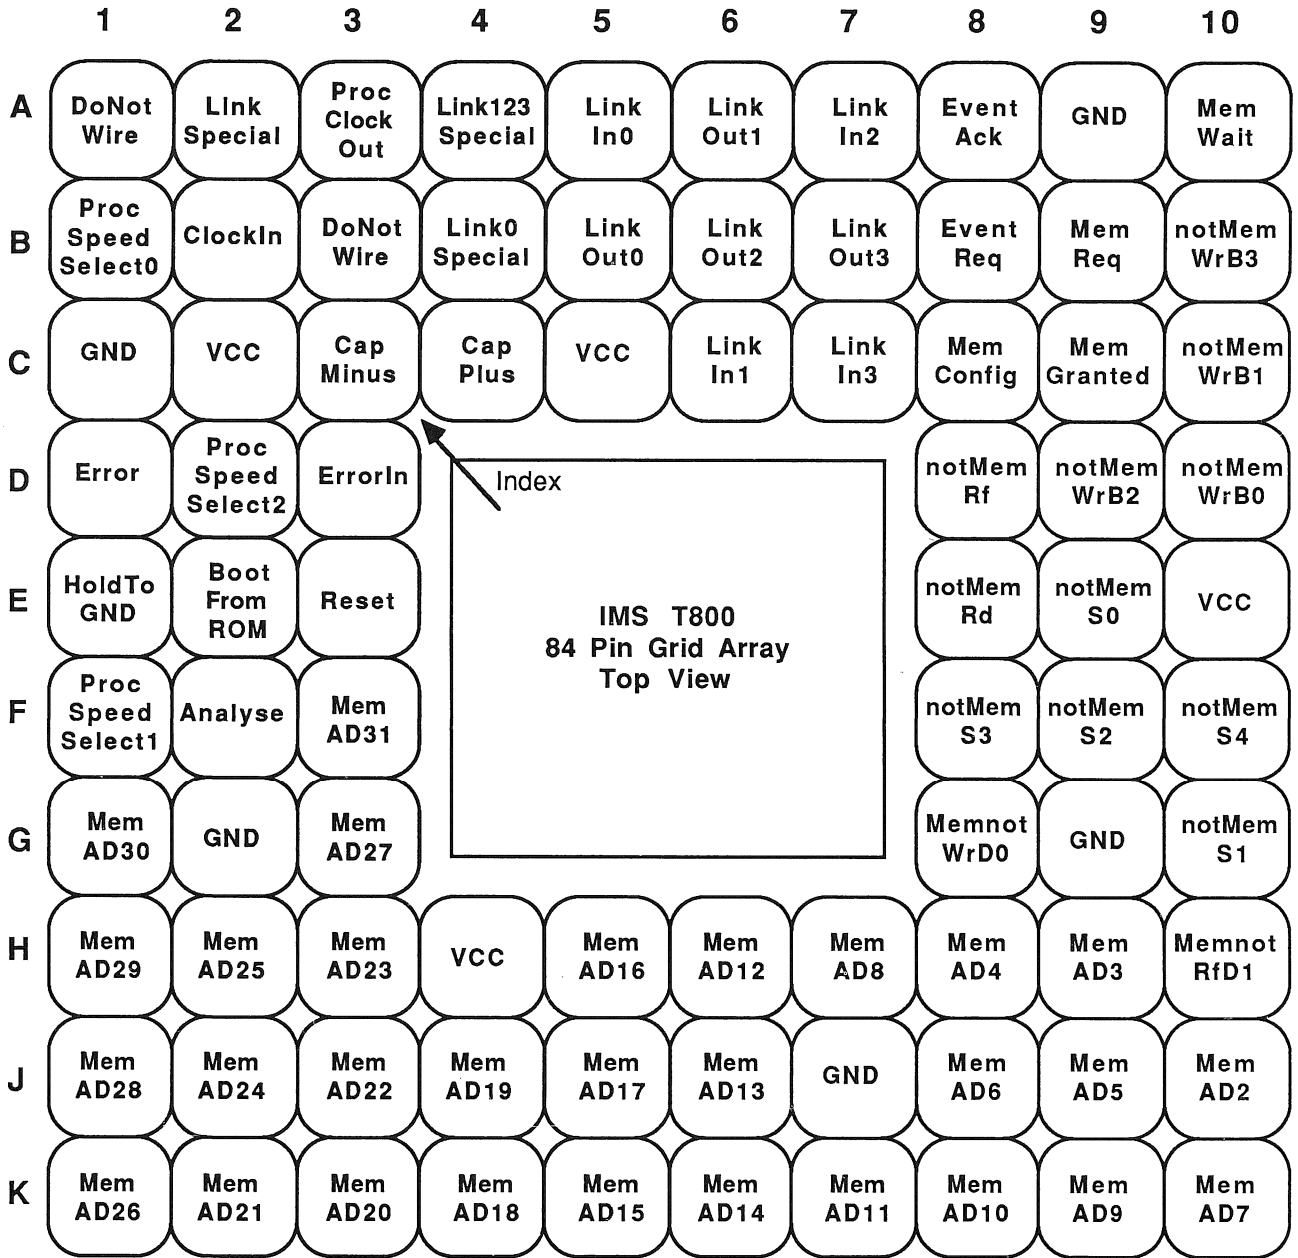 1 2 3 4 5 6 7 8 9 10
A
DoNot
Wire
Link
Special
Proc
Clock
Out
Link123
Special
Link
In0
Link
Out1
Link
In2
Event
Ack
GND
Mem
Wait
B
Proc
Speed
Select0
ClockIn
DoNot
Wire
Link0
Special
Link
Out0
Link
Out2
Link
Out3
Event
Req
Mem
Req
notMem
WrB3
C
GND
VCC
Cap
Minus
Cap
Plus
VCC
Link
In1
Link
In3
Mem
Config
Mem
Granted
notMem
WrB1
D
Error
Proc
Speed
Select2
ErrorIn
Index
notMem
Rf
notMem
WrB2
notMem
WrB0
E
HoldTo
GND
Boot
From
ROM
Reset
IMS T800
84 Pin Grid Array
Top View
notMem
Rd
notMem
S0
VCC
F
Proc
Speed
Select1
Analyse
Mem
AD31
notMem
S3
notMem
S2
notMem
S4
G
Mem
AD30
GND
Mem
AD27
Memnot
WrD0
GND
notMem
S1
H
Mem
AD29
Mem
AD25
Mem
AD23
VCC
Mem
AD16
Mem
AD12
Mem
AD8
Mem
AD4
Mem
AD3
Memnot
RfD1
J
Mem
AD28
Mem
AD24
Mem
AD22
Mem
AD19
Mem
AD17
Mem
AD13
GND
Mem
AD6
Mem
AD5
Mem
AD2
K
Mem
AD26
Mem
AD21
Mem
AD20
Mem
AD18
Mem
AD15
Mem
AD14
Mem
AD11
Mem
AD10
Mem
AD9
Mem
AD7